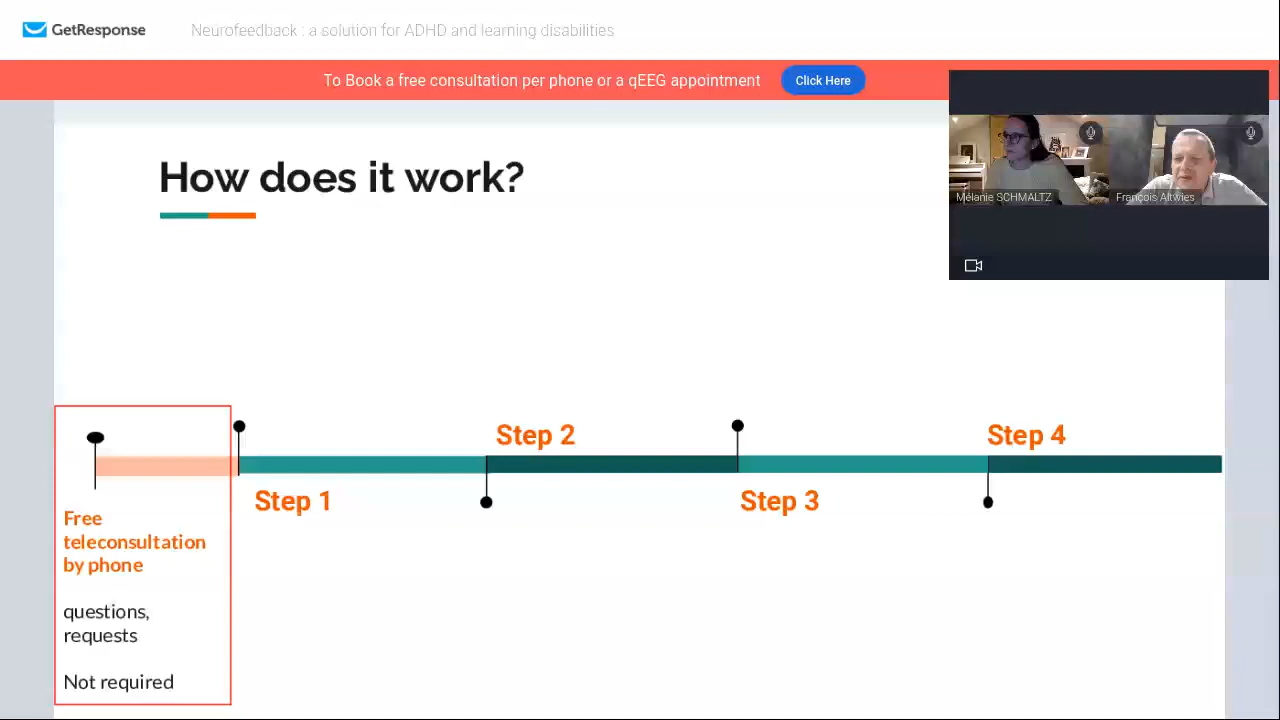 GetResponse
Neurofeedback : a solution for ADHD and learning disabilities
To Book a free consultation per phone or a qEEG appointment
Click Here
Mélanie SCHMALTZ
François Altwies
How does it work?
Step 1
Step 2
Step 3
Step 4
Free
teleconsultation
by phone
questions,
requests
Not required